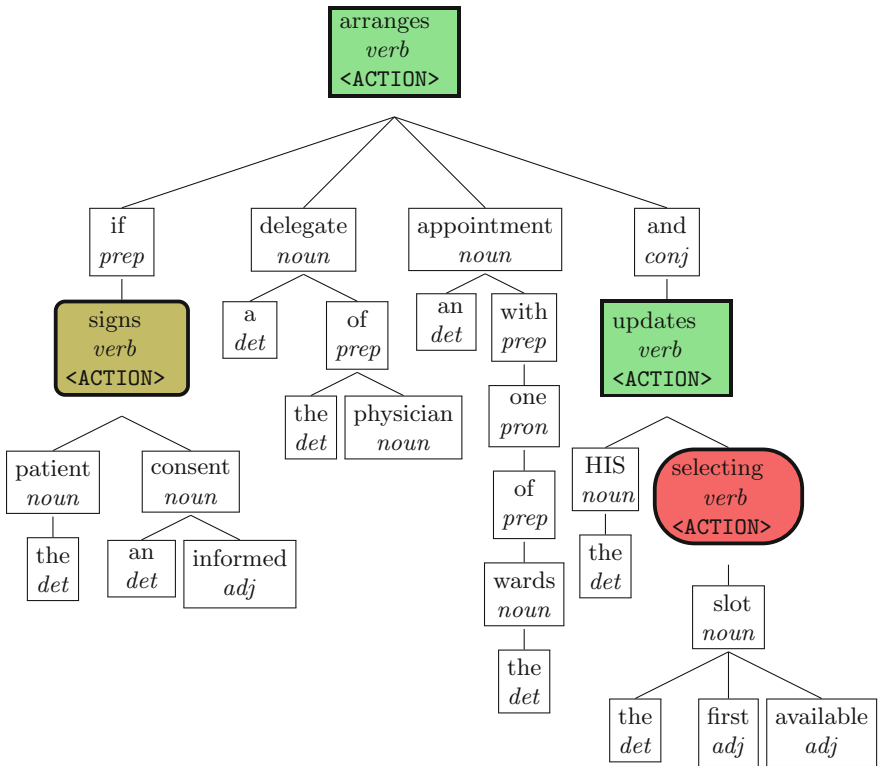 arranges
verb
<ACTION>
if
prep
delegate
noun
appointment
noun
and
conj
signs
verb
<ACTION>
a
det
of
prep
an
det
with
prep
updates
verb
<ACTION>
the
det
physician
noun
one
pron
patient
noun
consent
noun
HIS
noun
selecting
verb
<ACTION>
of
prep
the
det
an
det
informed
adj
the
det
wards
noun
slot
noun
the
det
the
det
first
adj
available
adj